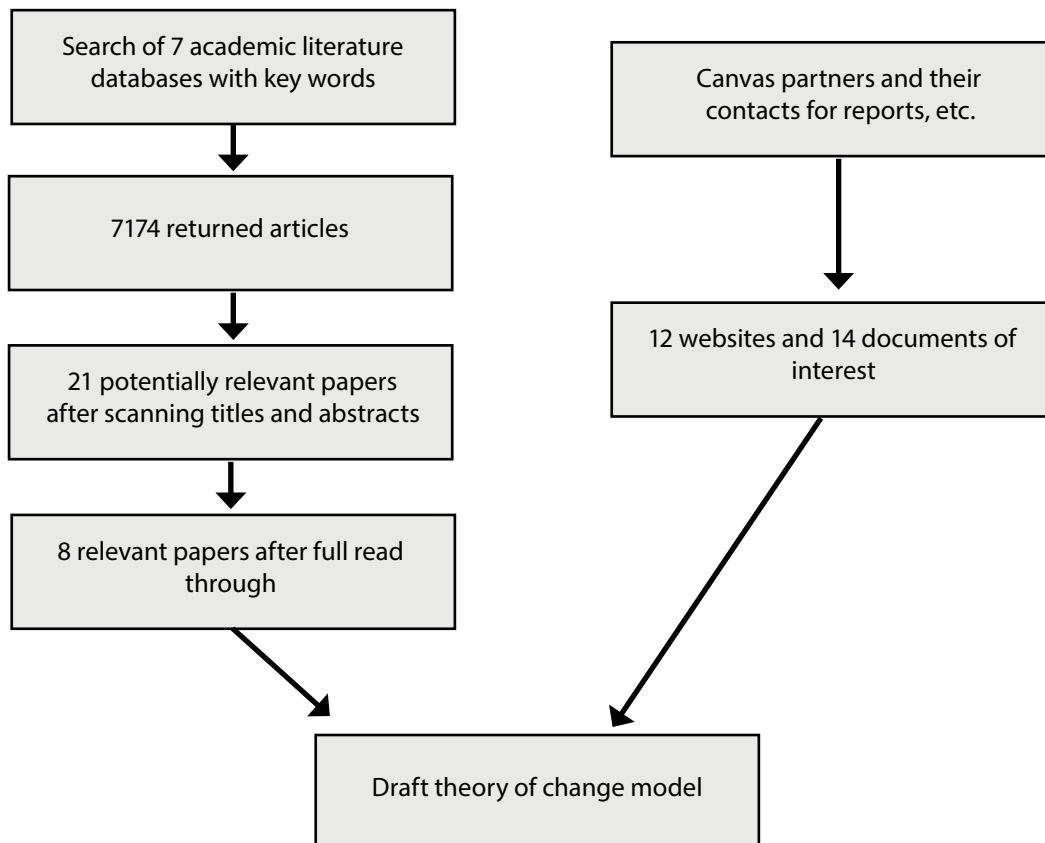 Search of 7 academic literature
databases with key words
7174 returned articles
21 potentially relevant papers
after scanning titles and abstracts
8 relevant papers after full read
through
Canvas partners and their
contacts for reports, etc.
12 websites and 14 documents of
interest
Draft theory of change model